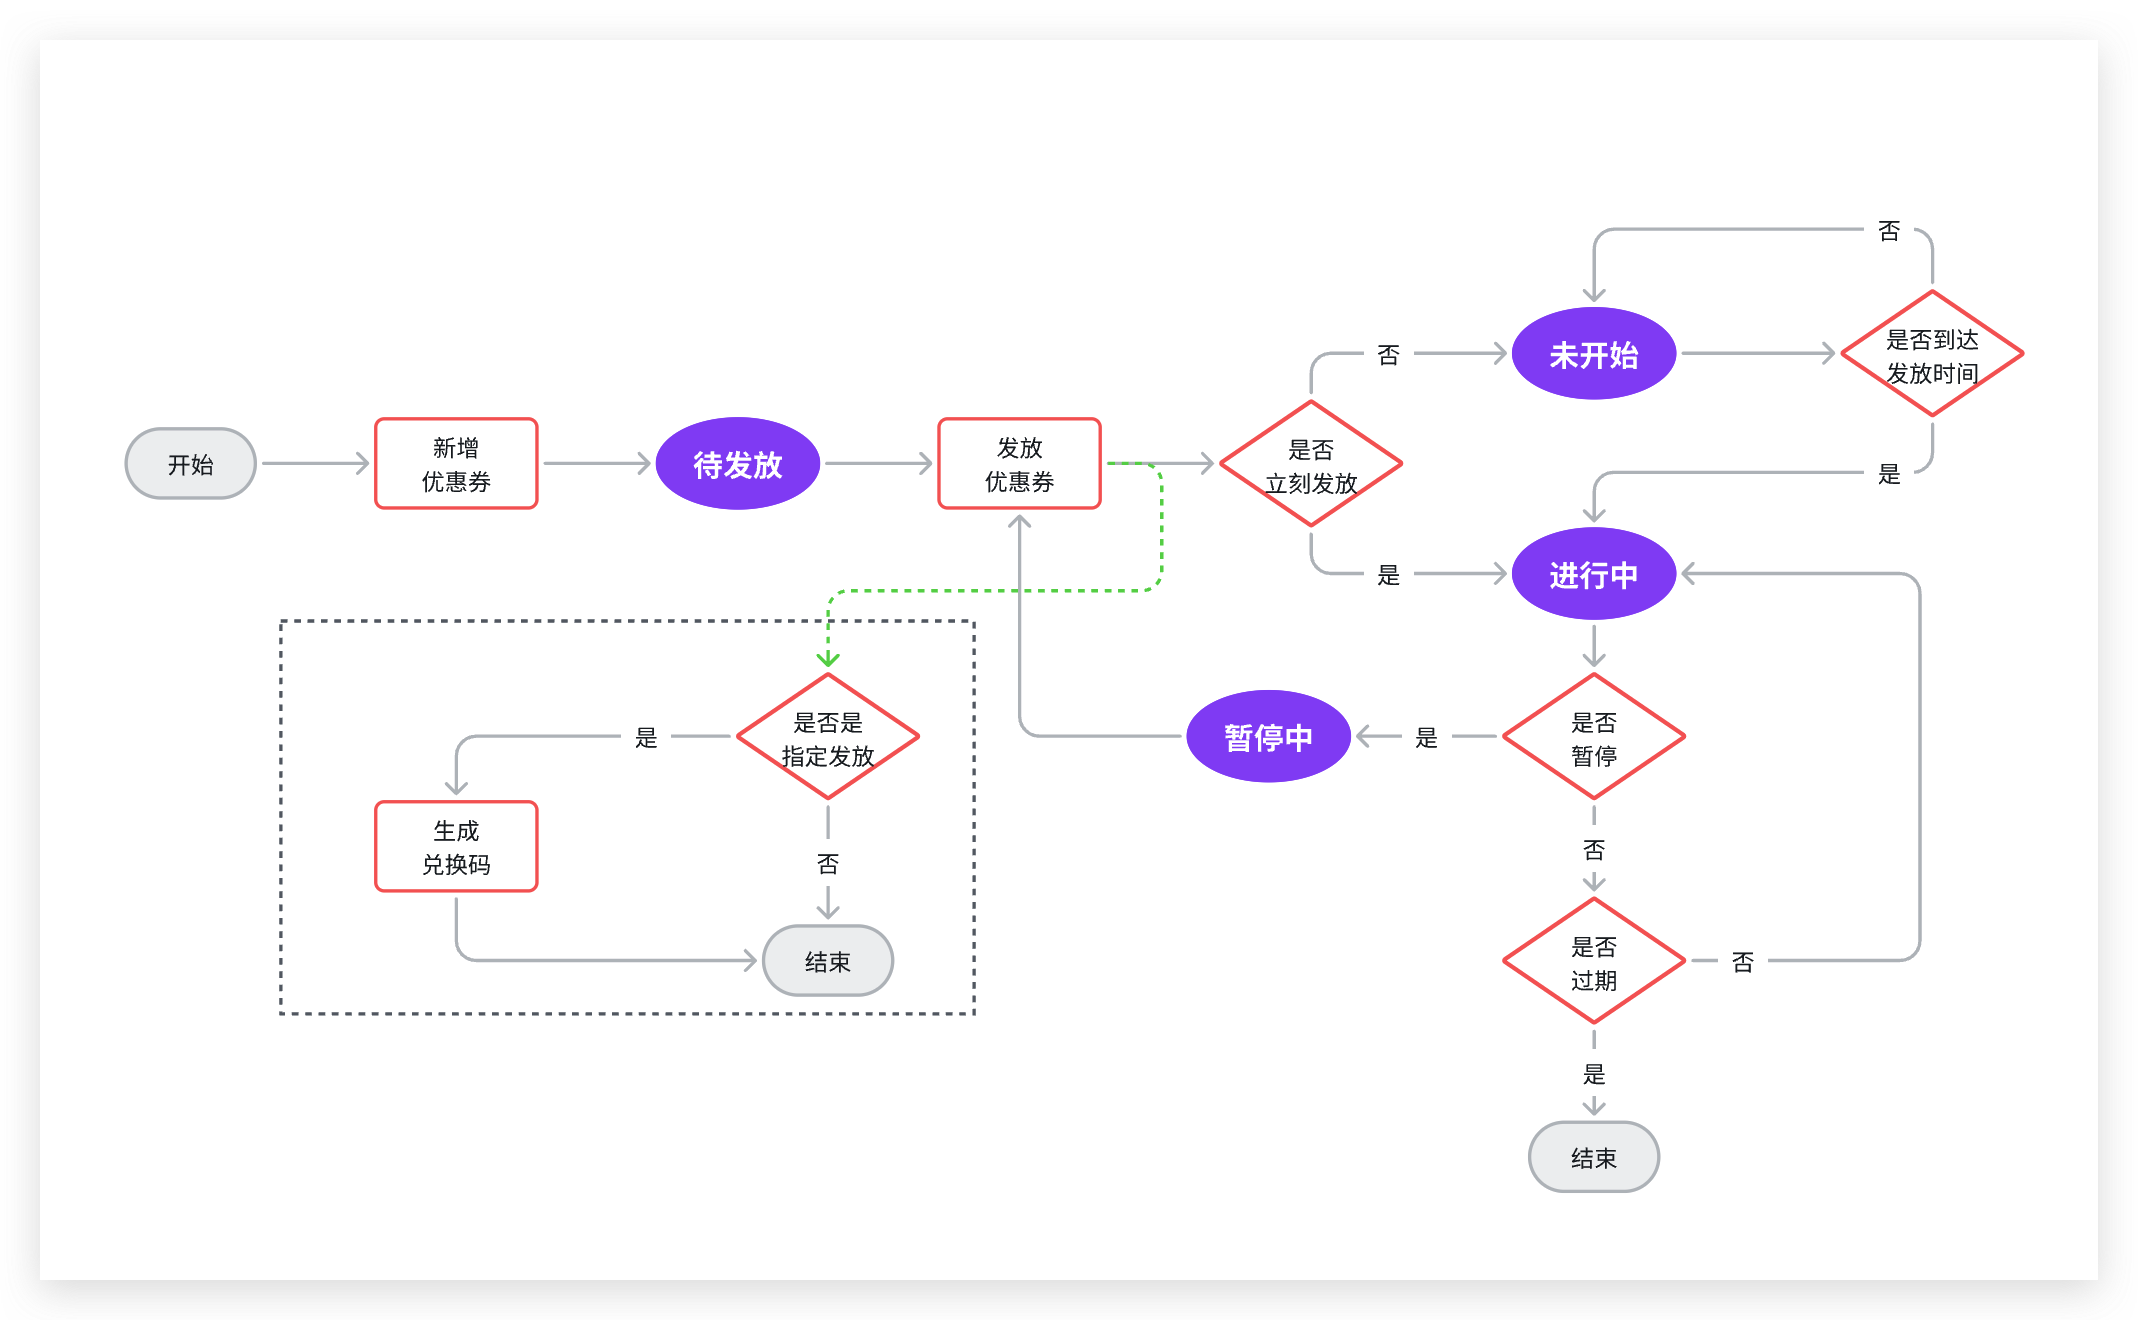 否
是否到达
发放时间
否
未开始
开始
新增
优惠券
待发放
发放
优惠券
是否
立刻发放
是
是
进行中
是否是
指定发放
是
暂停中
是
是否
暂停
生成
兑换码
否
否
结束
是否
过期
否
是
结束